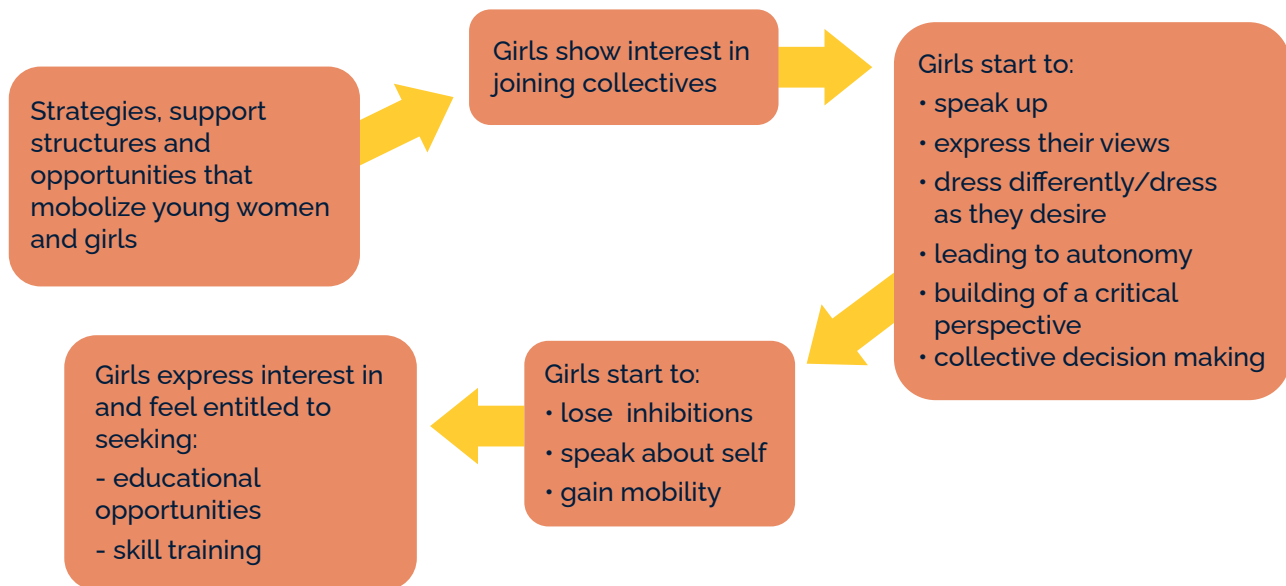 Strategies, support
structures and
opportunities that
mobolize young women
and girls
Girls show interest in
joining collectives
Girls start to:
• speak up
• express their views
• dress differently/dress
as they desire
• leading to autonomy
• building of a critical
perspective
• collective decision making
Girls start to:
• lose inhibitions
• speak about self
• gain mobility
Girls express interest in
and feel entitled to
seeking:
- educational
opportunities
- skill training